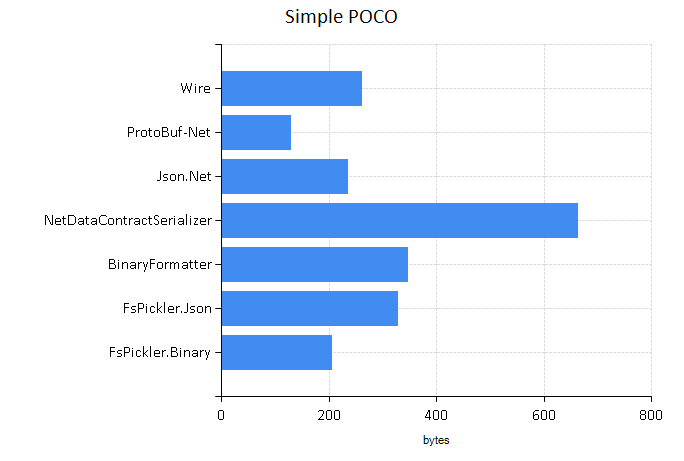 Simple POCO
Wire
ProtoBuf-Net
Json.Net
NetDataContractSerializer
BinaryFormatter
FsPickler.Json
FsPickler.Binary
0 200 400 600 800
bytes